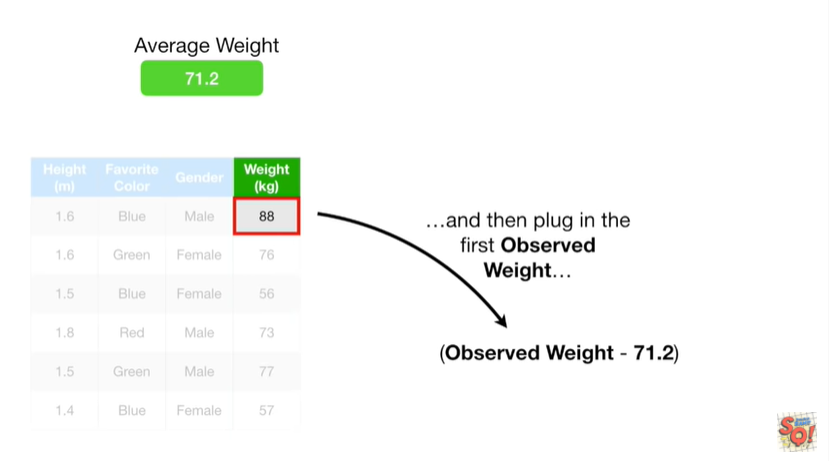 Average Weight
71.2
Height (m) Favorite Color Gender Weight (kg)
1.6 Blue Male 88
1.6 Green Female 76
1.5 Blue Female 56
1.8 Red Male 73
1.5 Green Male 77
1.4 Blue Female 57
…and then plug in the
first Observed
Weight…
(Observed Weight - 71.2)
SQ!